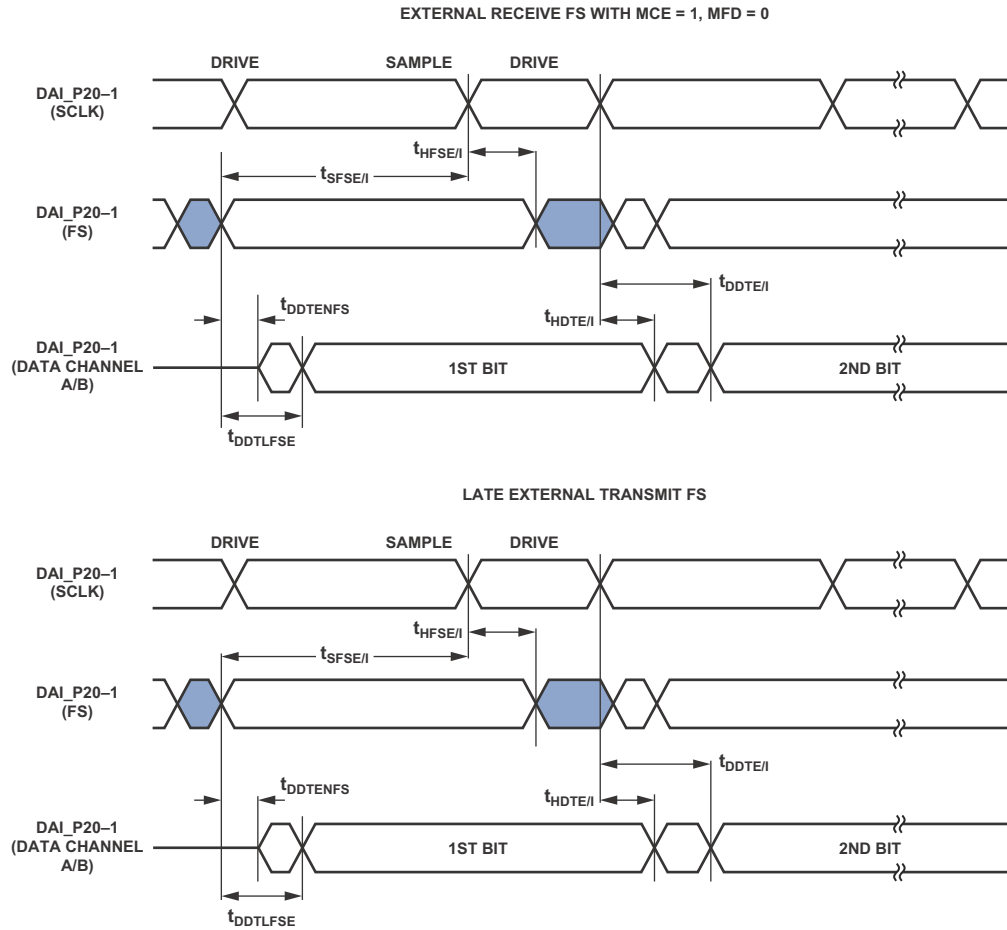 EXTERNAL RECEIVE FS WITH MCE = 1, MFD = 0
DRIVE SAMPLE DRIVE
DAI_P20–1
(SCLK)
tHFSE/I
tSFSE/I
DAI_P20–1
(FS)
tDDTE/I
tDDTENFS
tHDTE/I
DAI_P20–1
(DATA CHANNEL
A/B)
1ST BIT 2ND BIT
tDDTLFSE
LATE EXTERNAL TRANSMIT FS
DRIVE SAMPLE DRIVE
DAI_P20–1
(SCLK)
tHFSE/I
tSFSE/I
DAI_P20–1
(FS)
tDDTE/I
tDDTENFS
tHDTE/I
DAI_P20–1
(DATA CHANNEL
A/B)
1ST BIT 2ND BIT
tDDTLFSE